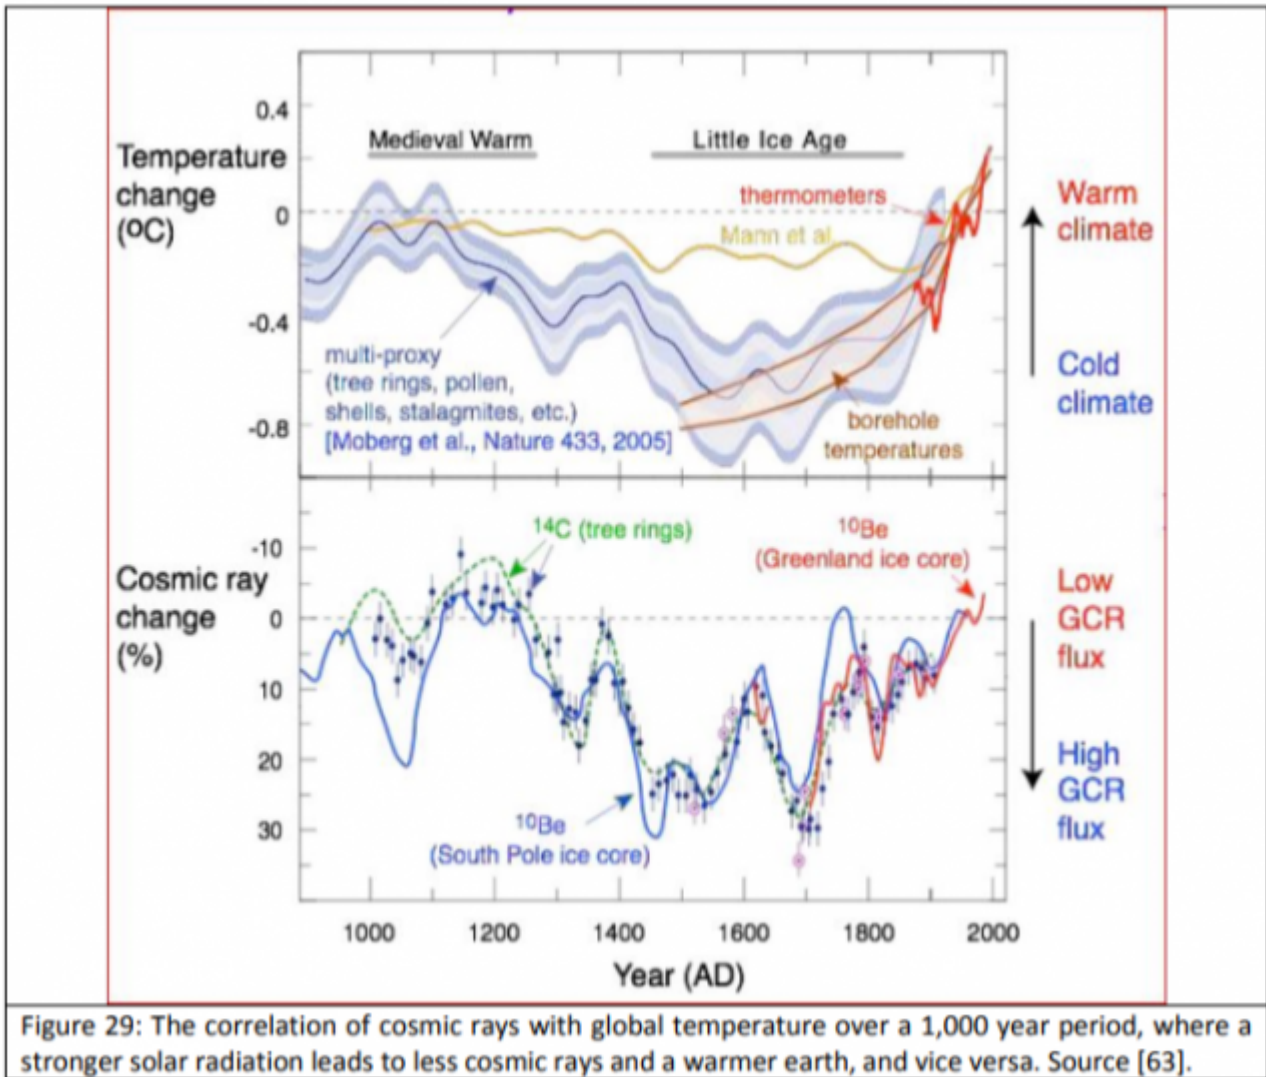 0.4
Medieval Warm
Little Ice Age
Temperature
change
(ºC)
0
-0.4
-0.8
thermometers
Mann et al.
multi-proxy
(tree rings, pollen,
shells, stalagmites, etc.)
[Moberg et al., Nature 433, 2005]
borehole
temperatures
Warm
climate
Cold
climate
14C (tree rings)
10Be
(Greenland ice core)
Cosmic ray
change
(%)
-10
0
10
20
30
10Be
(South Pole ice core)
Low
GCR
flux
High
GCR
flux
1000 1200 1400 1600 1800 2000
Year (AD)
Figure 29: The correlation of cosmic rays with global temperature over a 1,000 year period, where a
stronger solar radiation leads to less cosmic rays and a warmer earth, and vice versa. Source [63].